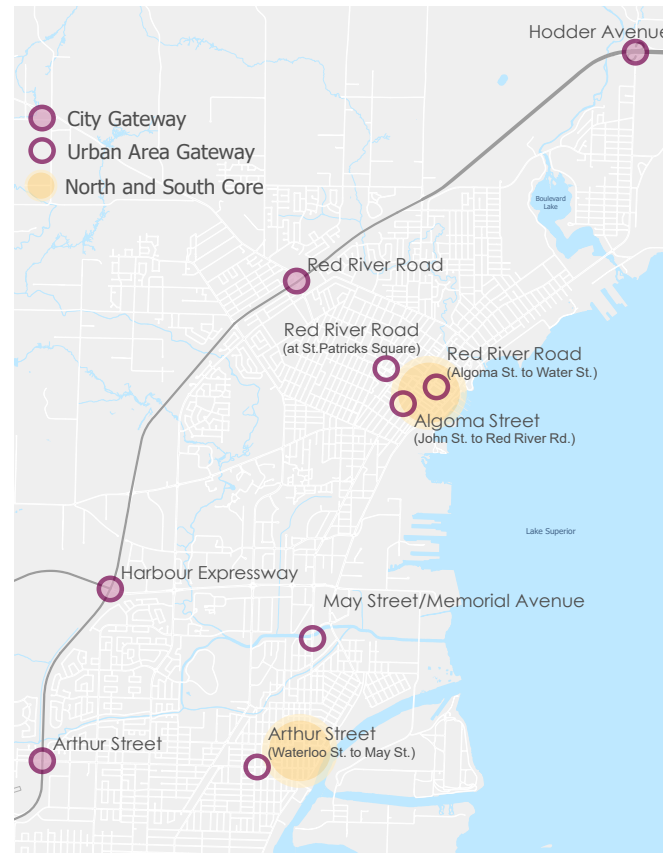 Hodder Avenue
City Gateway
Urban Area Gateway
North and South Core
Boulevard
Lake
Red River Road
Red River Road
(at St.Patricks Square)
Red River Road
(Algoma St. to Water St.)
Algoma Street
(John St. to Red River Rd.)
Lake Superior
Harbour Expressway
May Street/Memorial Avenue
Arthur Street
(Waterloo St. to May St.)
Arthur Street